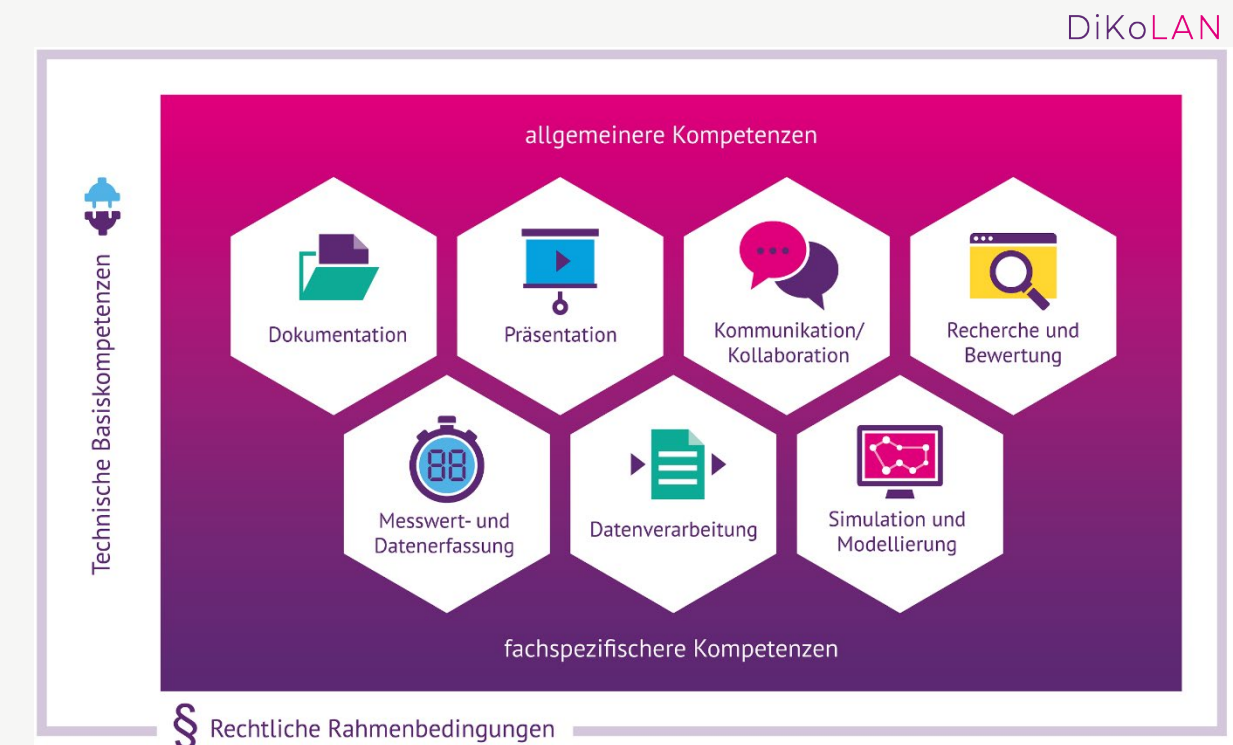 DiKoLAN
allgemeinere Kompetenzen
Technische Basiskompetenzen
Dokumentation
Präsentation
Kommunikation/
Kollaboration
Recherche und
Bewertung
88
Messwert- und
Datenerfassung
Datenverarbeitung
Simulation und
Modellierung
fachspezifischere Kompetenzen
§ Rechtliche Rahmenbedingungen